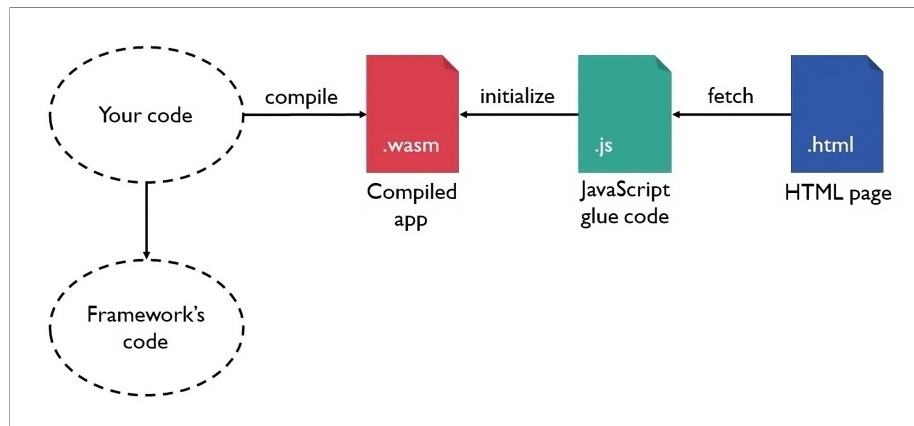 compile
initialize
fetch
Your code
.wasm
.js
.html
Compiled
app
JavaScript
glue code
HTML page
Framework's
code